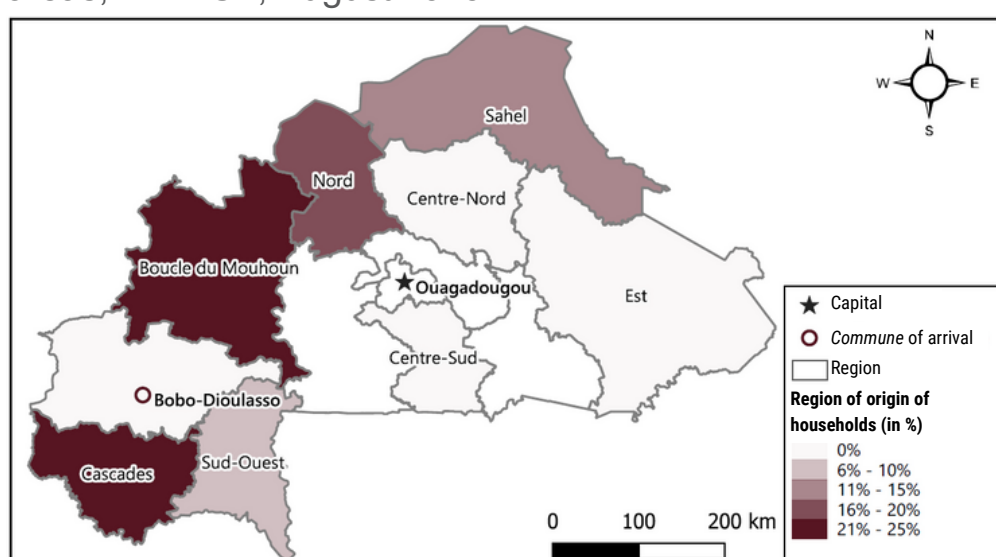 N
W E
S
Sahel
Nord
Centre-Nord
Boucle du Mouhoun
Ouagadougou
Est
Centre-Sud
Bobo-Dioulasso
Sud-Ouest
Cascades
0 100 200 km
Capital
Commune of arrival
Region
Region of origin of
households (in %)
0%
6% - 10%
11% - 15%
16% - 20%
21% - 25%